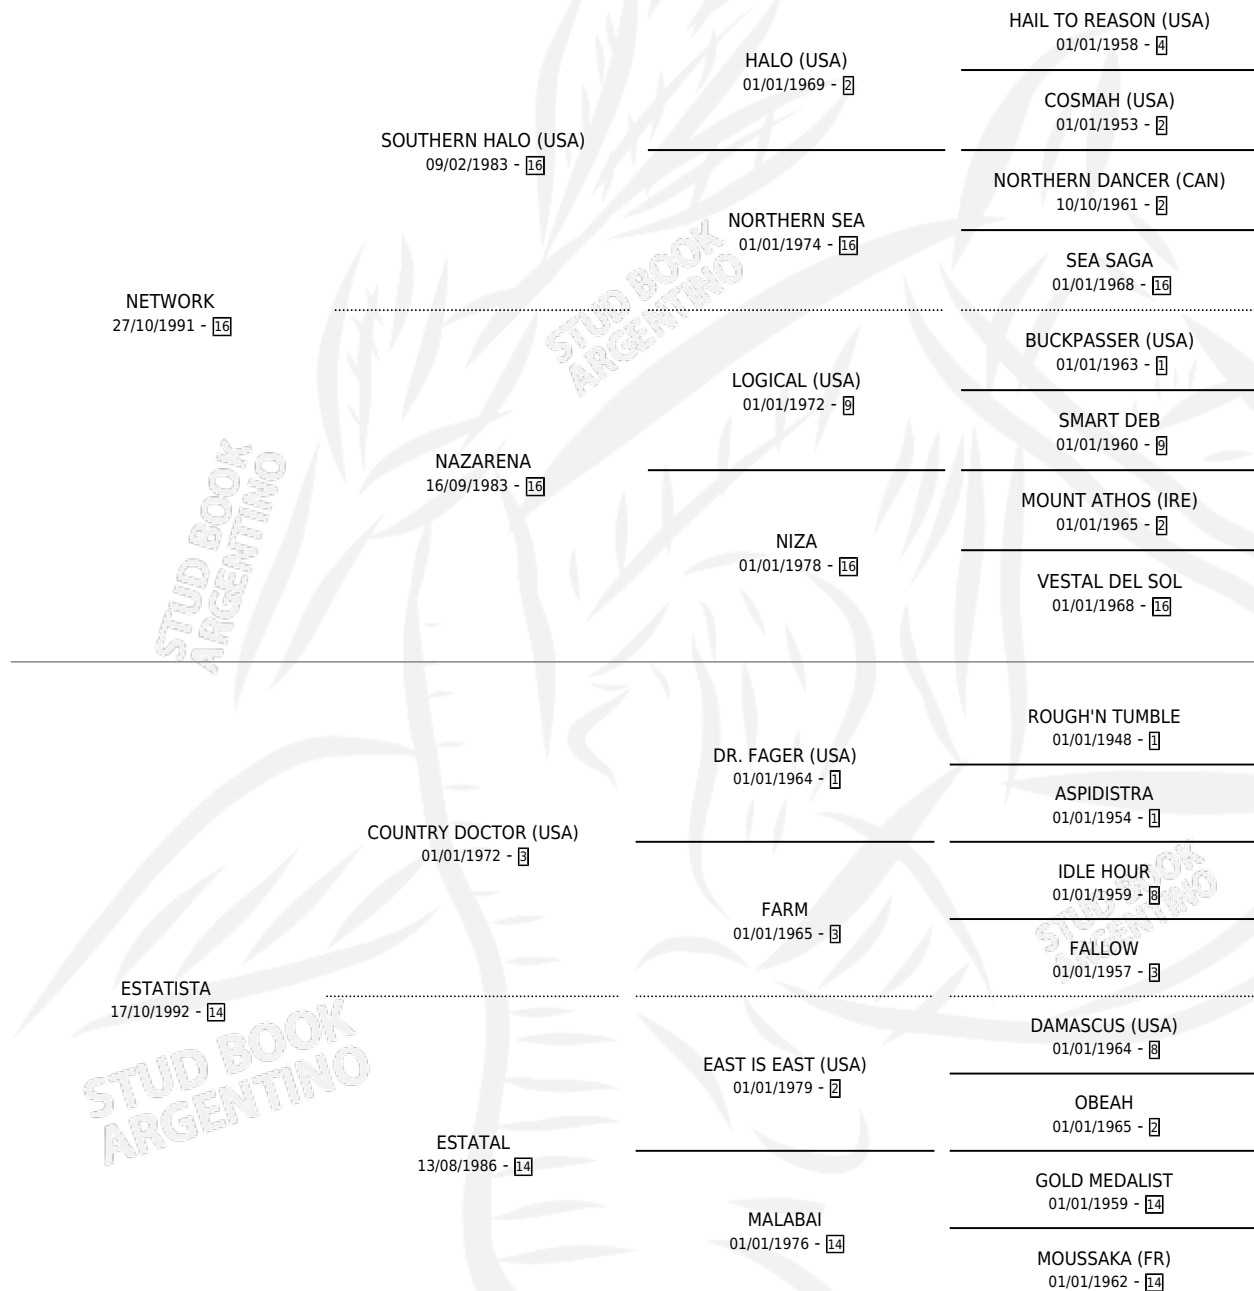 HAIL TO REASON (USA)
01/01/1958 - 4
HALO (USA)
01/01/1969 - 2
COSMAH (USA)
01/01/1953 - 2
SOUTHERN HALO (USA)
09/02/1983 - 16
NORTHERN DANCER (CAN)
10/10/1961 - 2
NORTHERN SEA
01/01/1974 - 16
SEA SAGA
01/01/1968 - 16
NETWORK
27/10/1991 - 16
BUCKPASSER (USA)
01/01/1963 - 1
LOGICAL (USA)
01/01/1972 - 9
SMART DEB
01/01/1960 - 9
NAZARENA
16/09/1983 - 16
MOUNT ATHOS (IRE)
01/01/1965 - 2
NIZA
01/01/1978 - 16
VESTAL DEL SOL
01/01/1968 - 16
ROUGH'N TUMBLE
01/01/1948 - 1
DR. FAGER (USA)
01/01/1964 - 1
ASPIDISTRA
01/01/1954 - 1
COUNTRY DOCTOR (USA)
01/01/1972 - 3
IDLE HOUR
01/01/1959 - 8
FARM
01/01/1965 - 3
FALLOW
01/01/1957 - 3
ESTATISTA
17/10/1992 - 14
DAMASCUS (USA)
01/01/1964 - 8
EAST IS EAST (USA)
01/01/1979 - 2
OBEAH
01/01/1965 - 2
ESTATAL
13/08/1986 - 14
GOLD MEDALIST
01/01/1959 - 14
MALABAI
01/01/1976 - 14
MOUSSAKA (FR)
01/01/1962 - 14
STUD BOOK
ARGENTINO
STUD BOOK
ARGENTINO
STUD BOOK
ARGENTINO
STUD BOOK
ARGENTINO